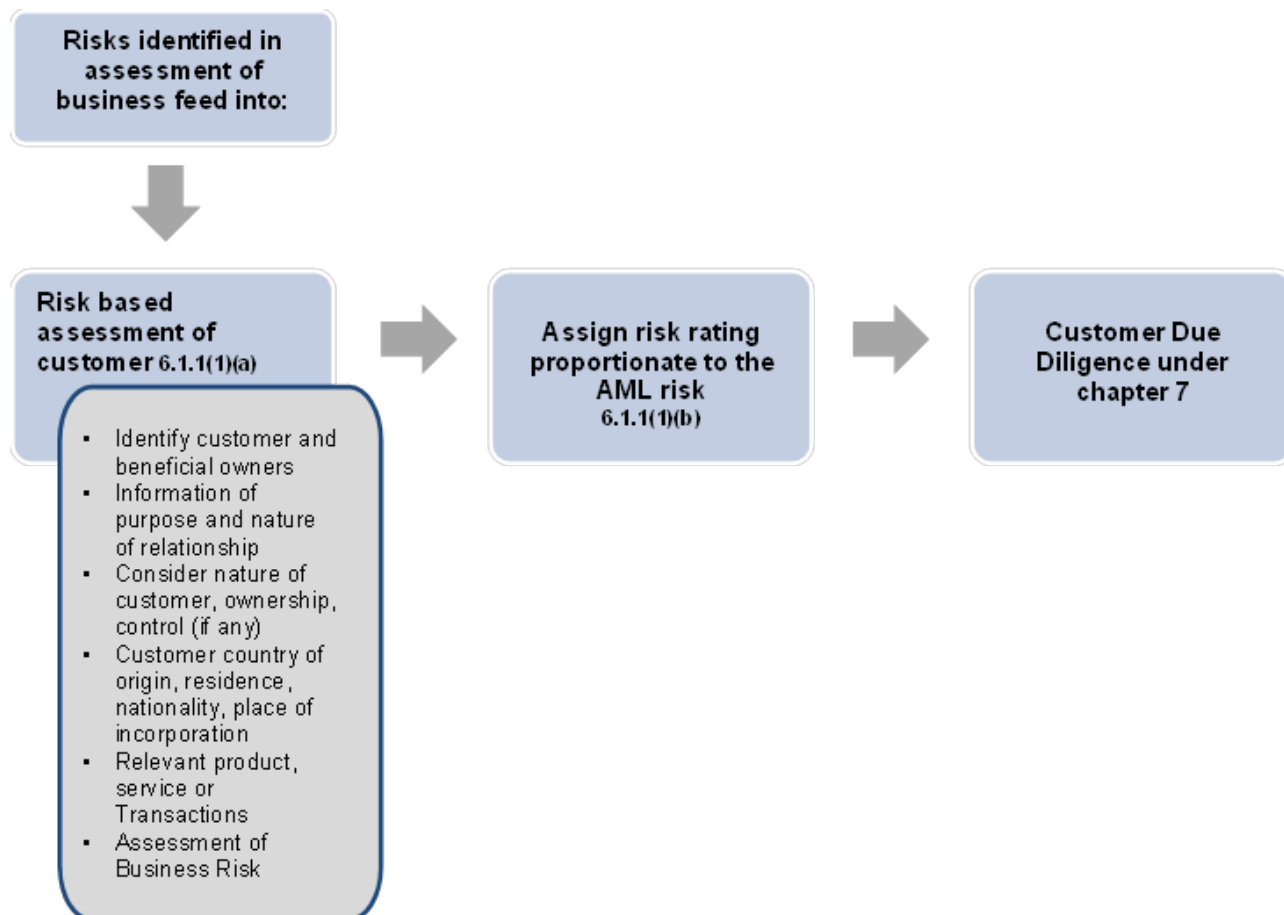 Risks identified in
assessment of
business feed into:
Risk based
assessment of
customer 6.1.1(1)(a)
▪ Identify customer and
beneficial owners
▪ Information of
purpose and nature
of relationship
▪ Consider nature of
customer, ownership,
control (if any)
▪ Customer country of
origin, residence,
nationality, place of
incorporation
▪ Relevant product,
service or
Transactions
▪ Assessment of
Business Risk
Assign risk rating
proportionate to the
AML risk
6.1.1(1)(b)
Customer Due
Diligence under
chapter 7